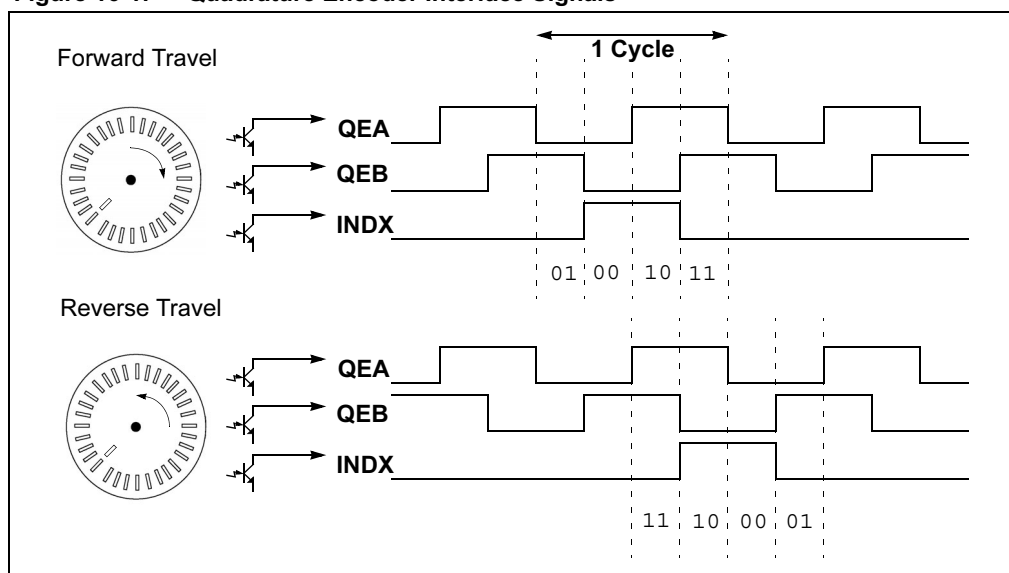 Figure 16-1: Quadrature Encoder Interface Signals
Forward Travel
1 Cycle
QEA
QEB
INDX
01 00 10 11
Reverse Travel
QEA
QEB
INDX
11 10 00 01